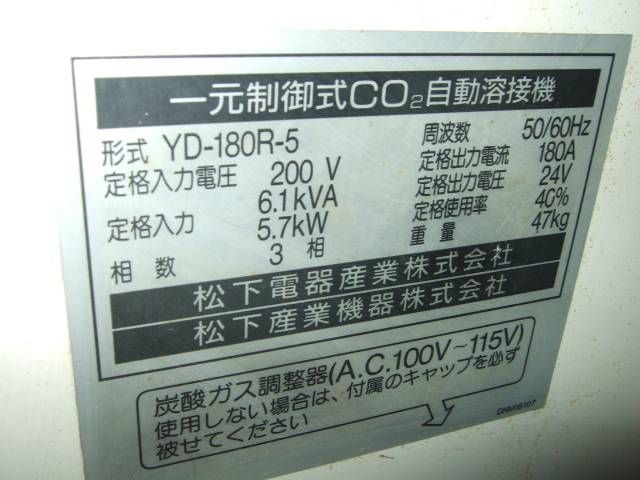 一元制御式CO₂自動溶接機
形式 YD-180R-5 周波数 50/60Hz
定格入力電圧 200 V 定格出力電流 180A
6.1kVA 定格出力電圧 24V
定格入力 5.7kW 定格使用率 40%
相数 3相 重量 47kg
松下電器産業株式会社
松下産業機器株式会社
炭酸ガス調整器(A.C.100V~115V)
使用しない場合は、付属のキャップを必ず
被せてください
DNM18107